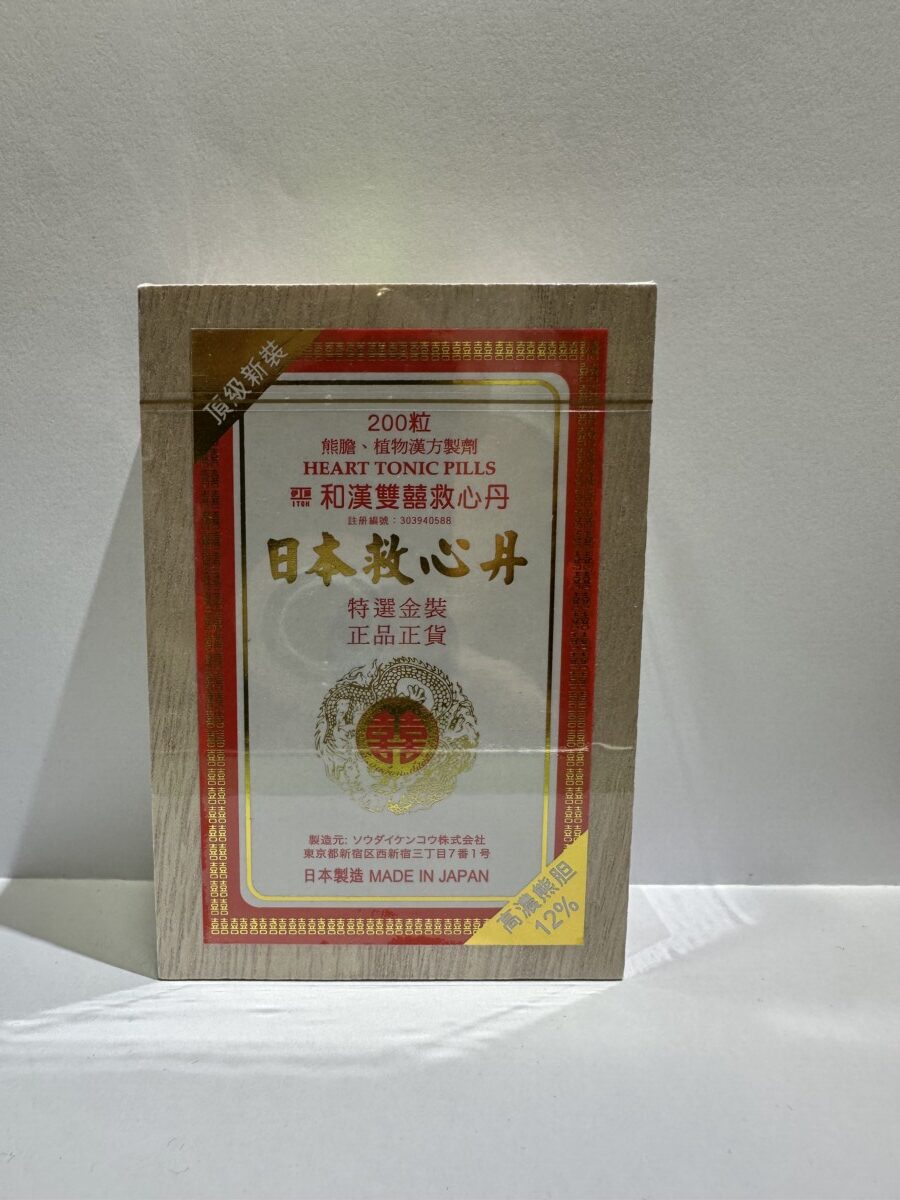 頂級新裝
200粒
熊膽、植物漢方製劑
HEART TONIC PILLS
ITOH 和漢雙囍救心丹
註册編號：303940588
日本救心丹
特選金裝
正品正貨
囍
製造元: ソウダイケンコウ株式会社
東京都新宿区西新宿三丁目7番1号
日本製造 MADE IN JAPAN
高濃熊胆
12%